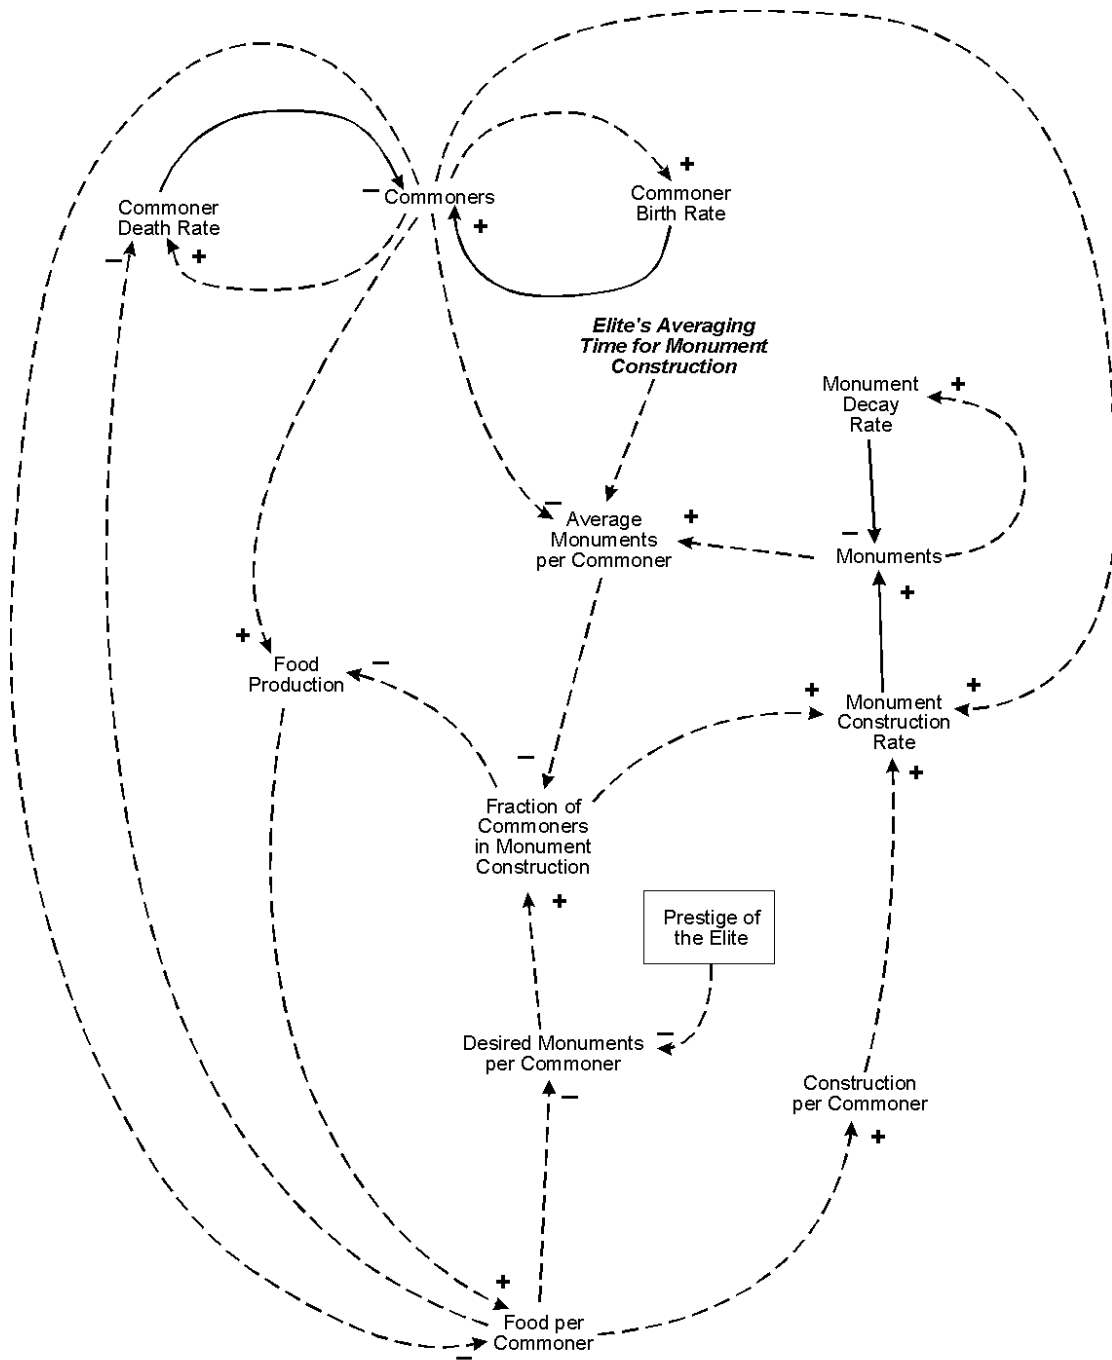 Commoner
Death Rate
Commoners
Commoner
Birth Rate
Elite's Averaging
Time for Monument
Construction
Monument
Decay
Rate
Average
Monuments
per Commoner
Monuments
Food
Production
Monument
Construction
Rate
Fraction of
Commoners
in Monument
Construction
Prestige of
the Elite
Desired Monuments
per Commoner
Construction
per Commoner
Food per
Commoner